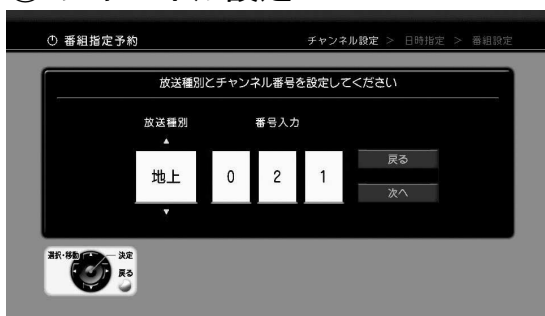 番組指定予約
チャンネル設定 > 日時指定 > 番組設定
放送種別とチャンネル番号を設定してください
放送種別 番号入力
▲
地上 0 2 1
▼
戻る
次へ
選択・移動 決定
戻る